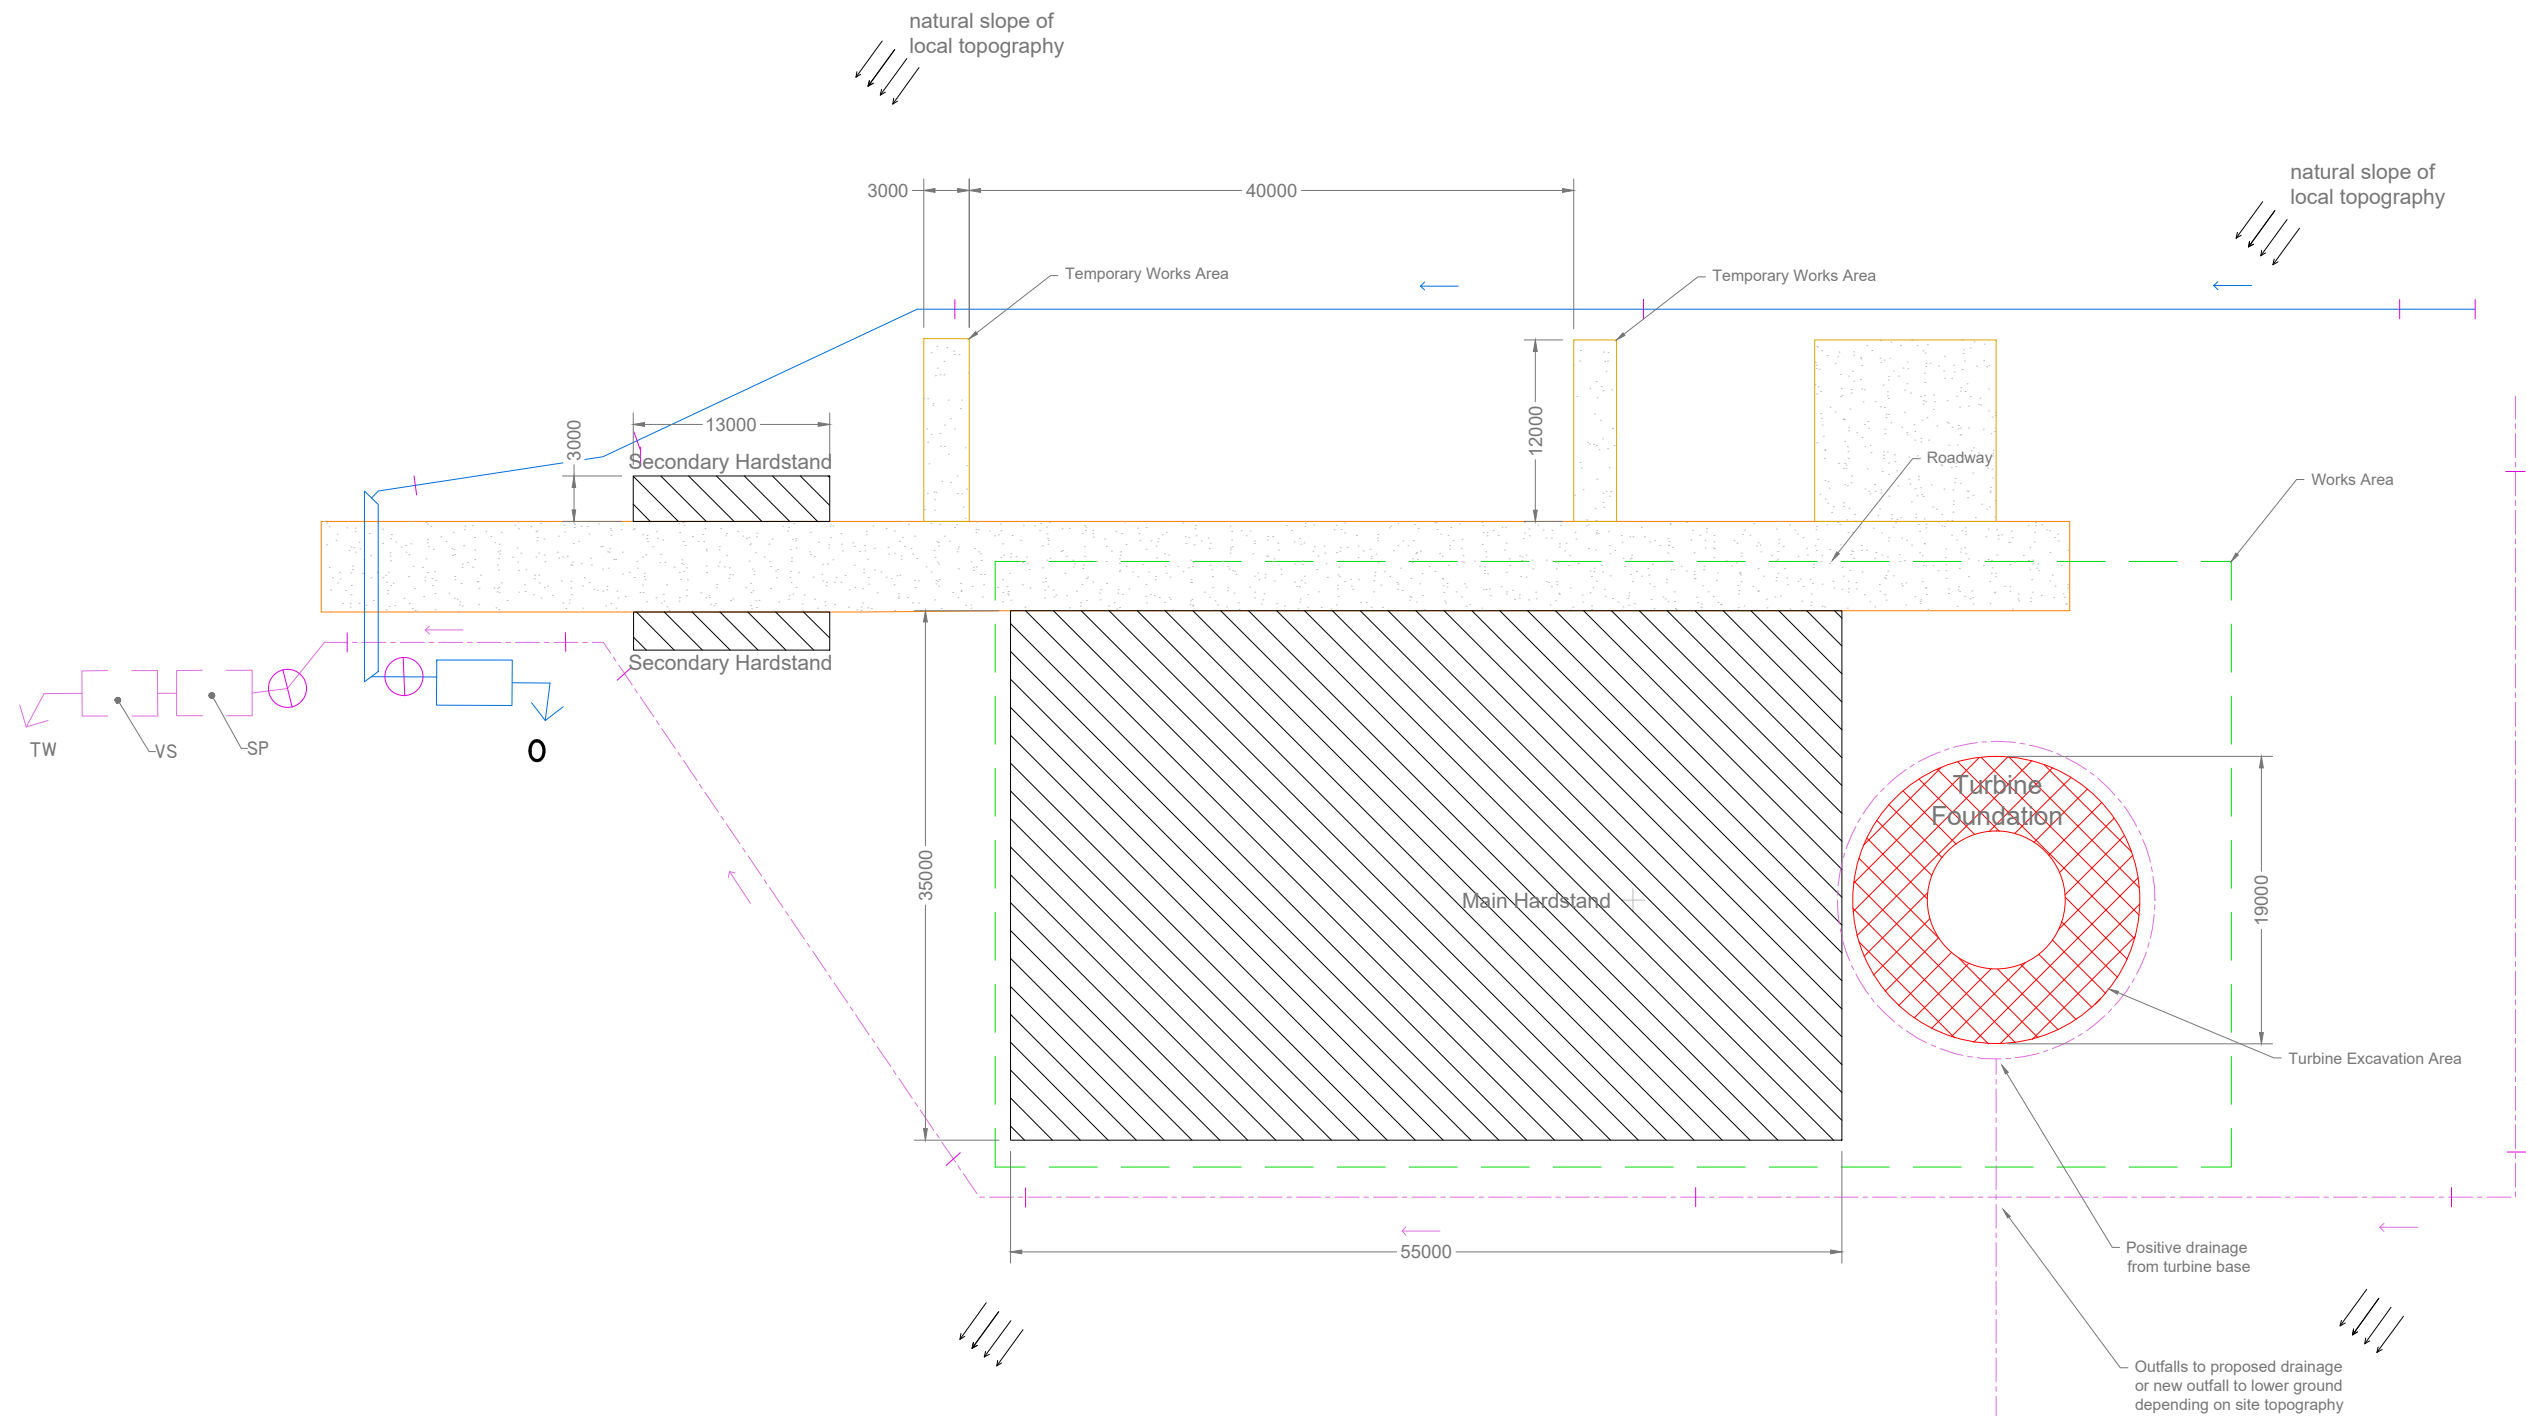 natural slope of
local topography
natural slope of
local topography
3000
40000
Temporary Works Area
Temporary Works Area
13000
3000
12000
Secondary Hardstand
Roadway
Works Area
Secondary Hardstand
TW
VS
SP
O
Turbine
Foundation
35000
Main Hardstand
19000
Turbine Excavation Area
55000
Positive drainage
from turbine base
Outfalls to proposed drainage
or new outfall to lower ground
depending on site topography